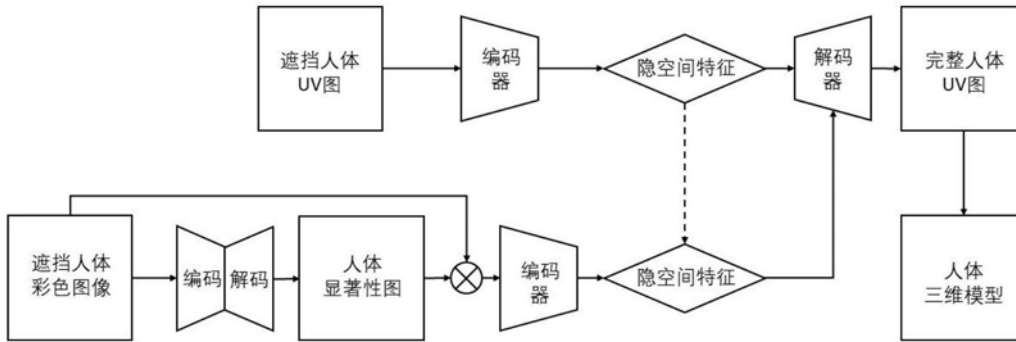 遮挡人体
UV图
编码
器
隐空间特征
解码
器
完整人体
UV图
遮挡人体
彩色图像
编码
解码
人体
显著性图
编码
器
隐空间特征
人体
三维模型